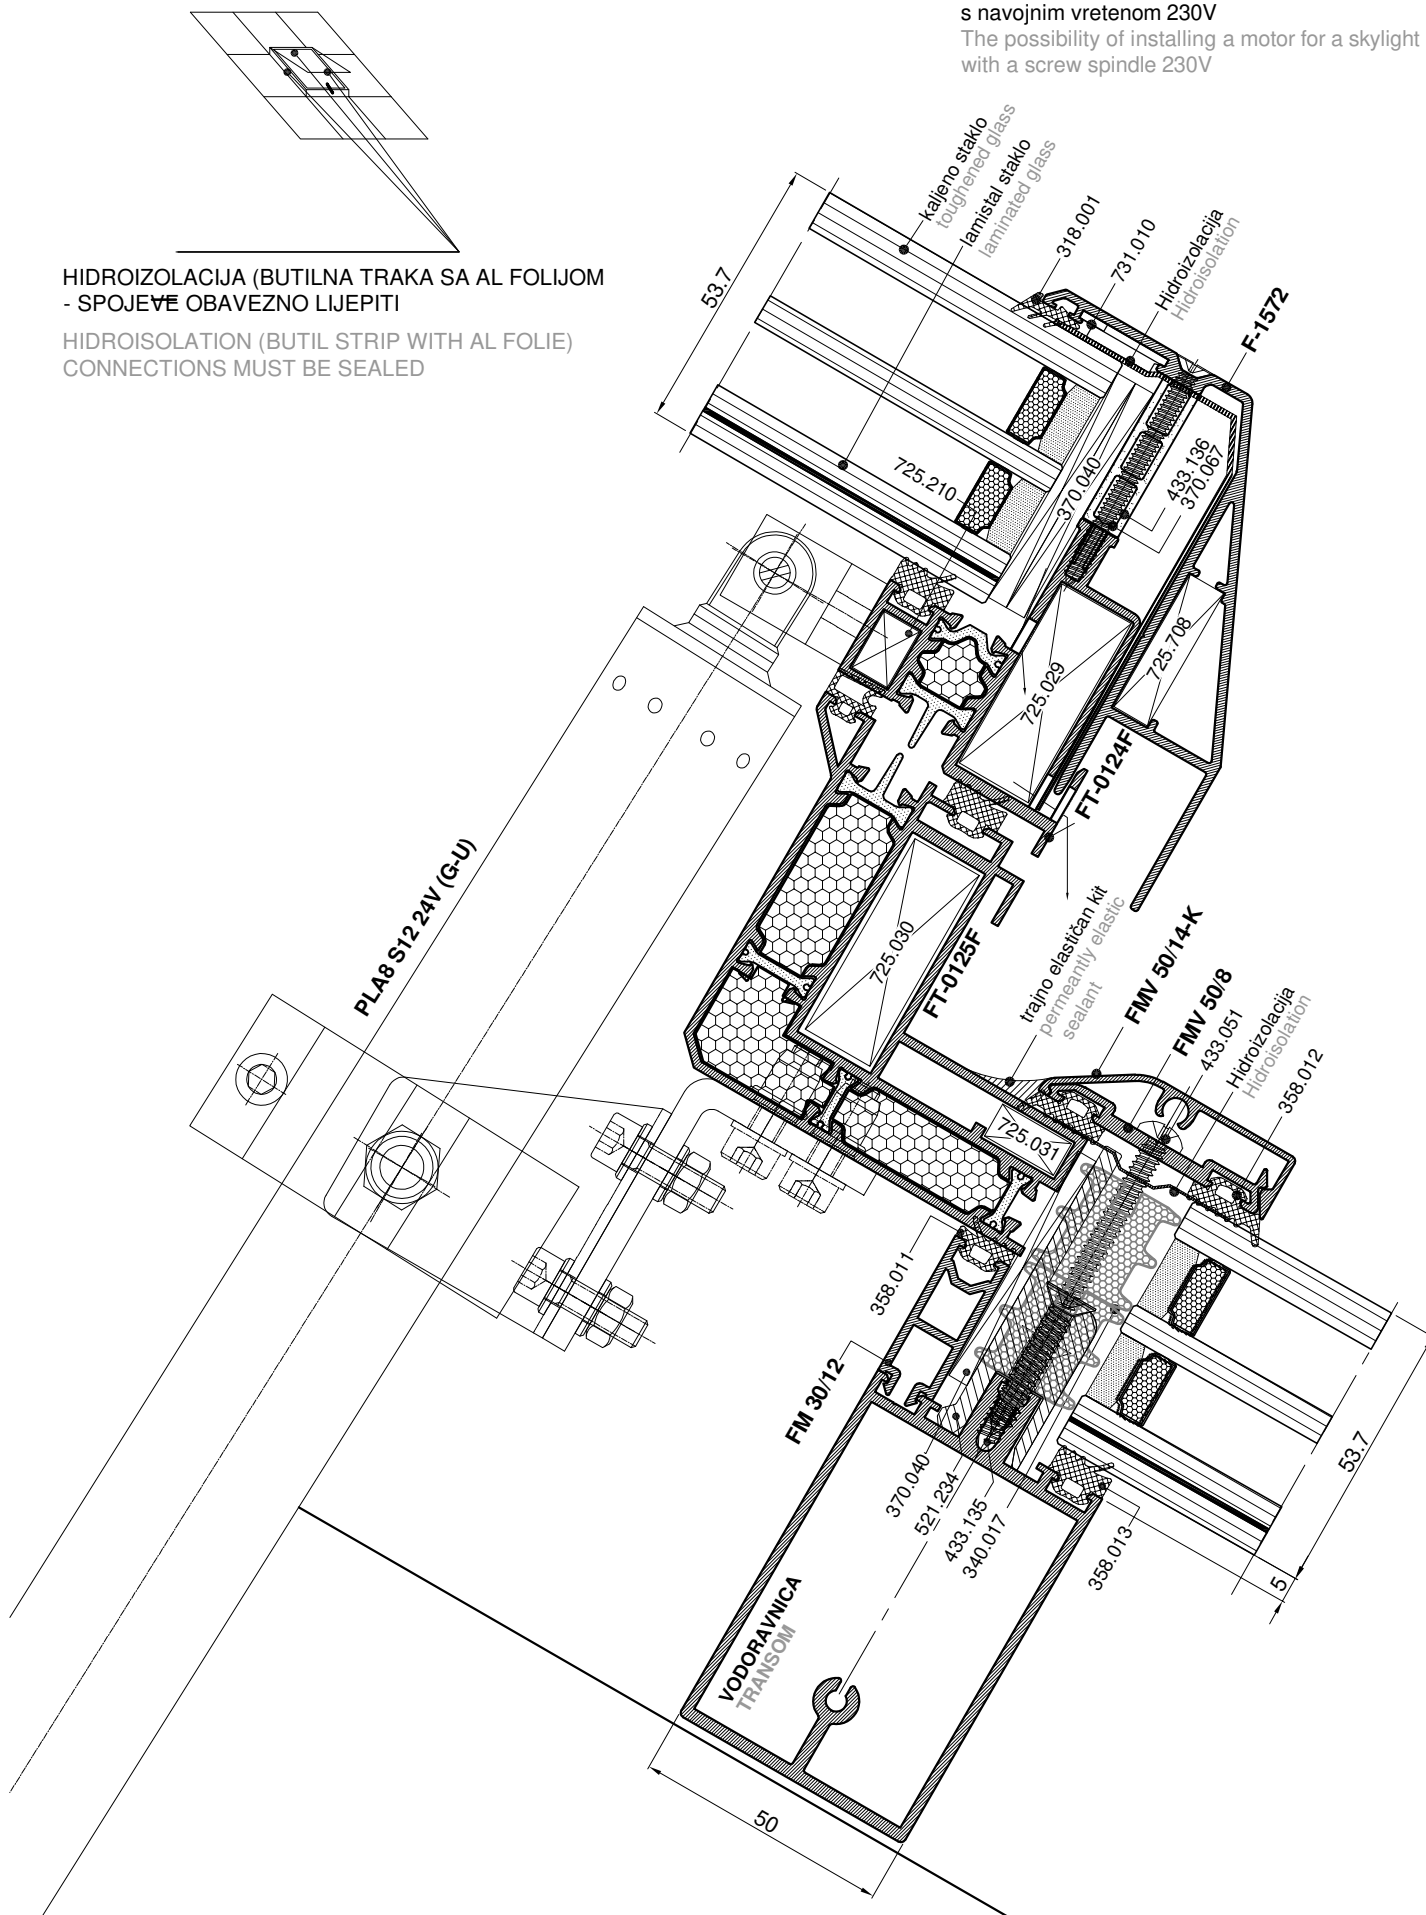 s navojnim vretenom 230V
The possibility of installing a motor for a skylight
with a screw spindle 230V
HIDROIZOLACIJA (BUTILNA TRAKA SA AL FOLIJOM
- SPOJEVE OBAVEZNO LIJEPITI
HIDROISOLATION (BUTIL STRIP WITH AL FOLIE)
CONNECTIONS MUST BE SEALED
kaljeno staklo
toughened glass
lamistal staklo
laminated glass
318.001
731.010
Hidroizolacija
Hidroisolation
F-1572
53.7
725.210
370.040
433.136
370.067
725.029
725.708
FT-0124F
PLA8 S12 24V (G-U)
725.030
FT-0125F
trajno elastičan kit
permeantly elastic
sealant
FMV 50/14-K
FMV 50/8
433.051
Hidroizolacija
Hidroisolation
358.012
725.031
358.011
FM 30/12
370.040
521.234
433.135
340.017
358.013
53.7
5
VODORAVNICA
TRANSOM
50